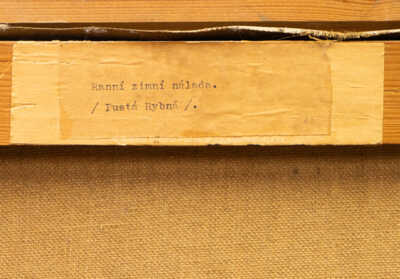 Ranní zimní nálada.
/ Pustá Rybná /.